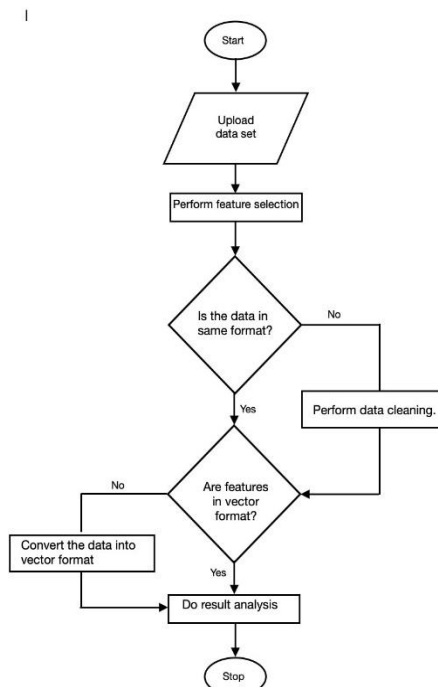 |
Start
Upload
data set
Perform feature selection
Is the data in
same format?
No
Yes
Perform data cleaning.
Are features
in vector
format?
No
Convert the data into
vector format
Yes
Do result analysis
Stop